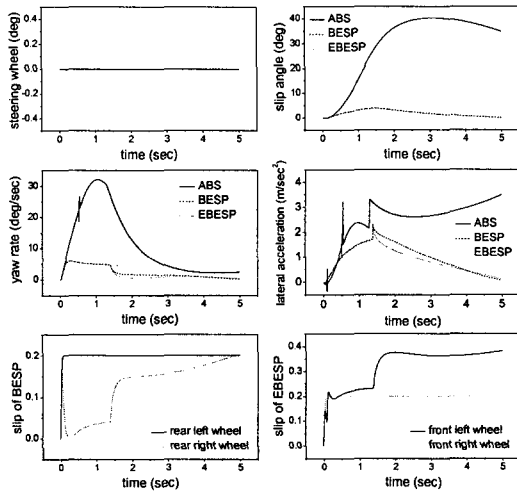 steering wheel (deg)
0.4
0.2
0.0
-0.2
-0.4
0 1 2 3 4 5
time (sec)
slip angle (deg)
40
30
20
10
0
ABS
BESP
EBESP
0 1 2 3 4 5
time (sec)
yaw rate (deg/sec)
30
20
10
0
ABS
BESP
EBESP
0 1 2 3 4 5
time (sec)
lateral acceleration (m/sec²)
4
2
0
ABS
BESP
EBESP
0 1 2 3 4 5
time (sec)
slip of BESP
0.2
0.1
0.0
rear left wheel
rear right wheel
0 1 2 3 4 5
time (sec)
slip of EBESP
0.4
0.3
0.2
0.1
0.0
front left wheel
front right wheel
0 1 2 3 4 5
time (sec)